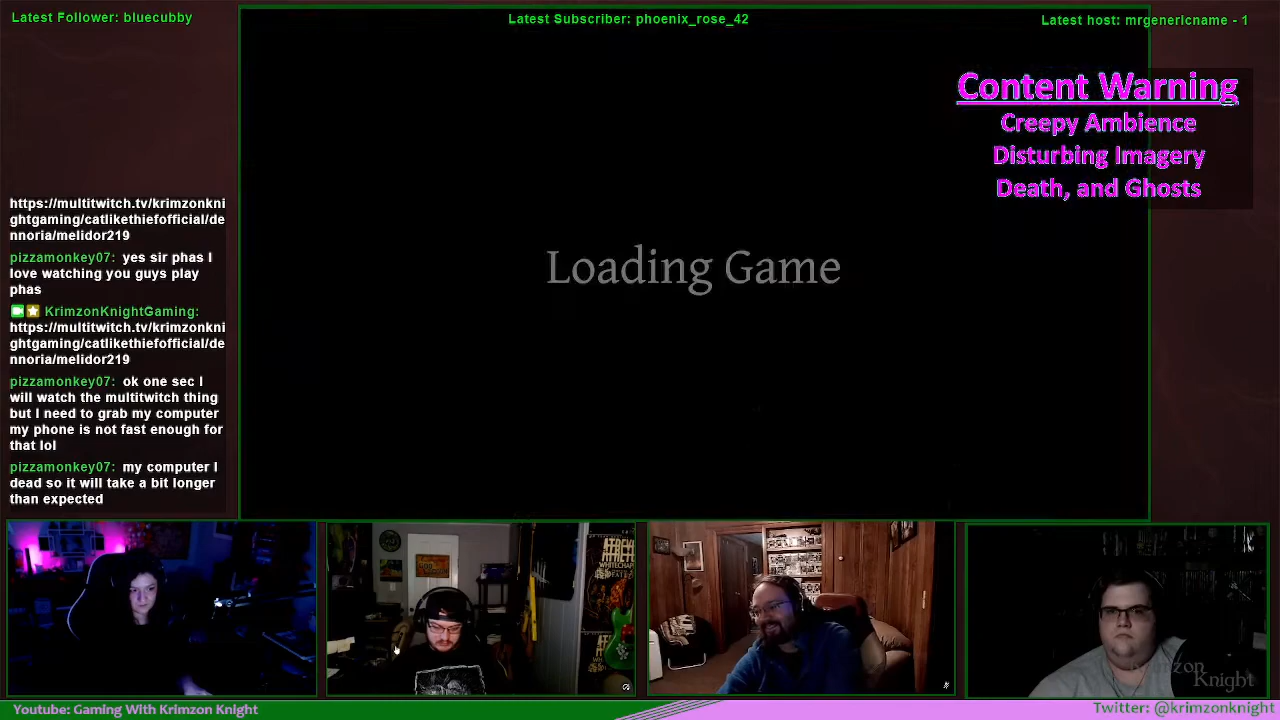 Latest Follower: bluecubby
Latest Subscriber: phoenix_rose_42
Latest host: mrgenericname - 1
Content Warning
Creepy Ambience
Disturbing Imagery
Death, and Ghosts
https://multitwitch.tv/krimzonkni
ghtgaming/catlikethiefofficial/de
nnoria/melidor219
pizzamonkey07: yes sir phas I
love watching you guys play
phas
KrimzonKnightGaming:
https://multitwitch.tv/krimzonkni
ghtgaming/catlikethiefofficial/de
nnoria/melidor219
pizzamonkey07: ok one sec I
will watch the multitwitch thing
but I need to grab my computer
my phone is not fast enough for
that lol
pizzamonkey07: my computer I
dead so it will take a bit longer
than expected
Loading Game
WHITECHAPEL
Krimzon
Knight
Youtube: Gaming With Krimzon Knight
Twitter: @krimzonknight